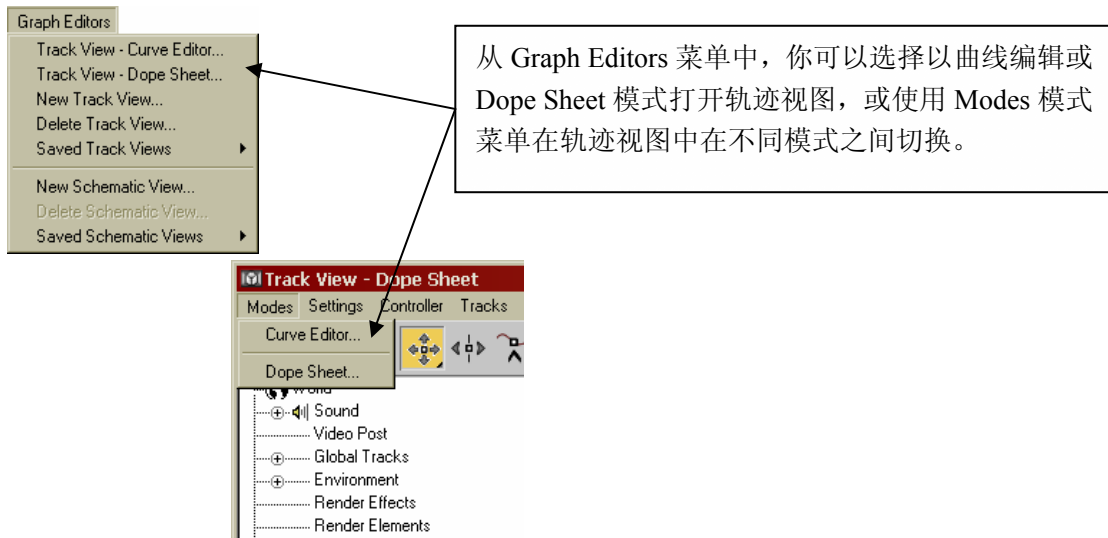 Graph Editors
Track View - Curve Editor...
Track View - Dope Sheet...
New Track View...
Delete Track View...
Saved Track Views
New Schematic View...
Delete Schematic View...
Saved Schematic Views
从 Graph Editors 菜单中，你可以选择以曲线编辑或
Dope Sheet 模式打开轨迹视图，或使用 Modes 模式
菜单在轨迹视图中在不同模式之间切换。
Track View - Dope Sheet
Modes Settings Controller Tracks
Curve Editor...
Dope Sheet...
World
Sound
Video Post
Global Tracks
Environment
Render Effects
Render Elements